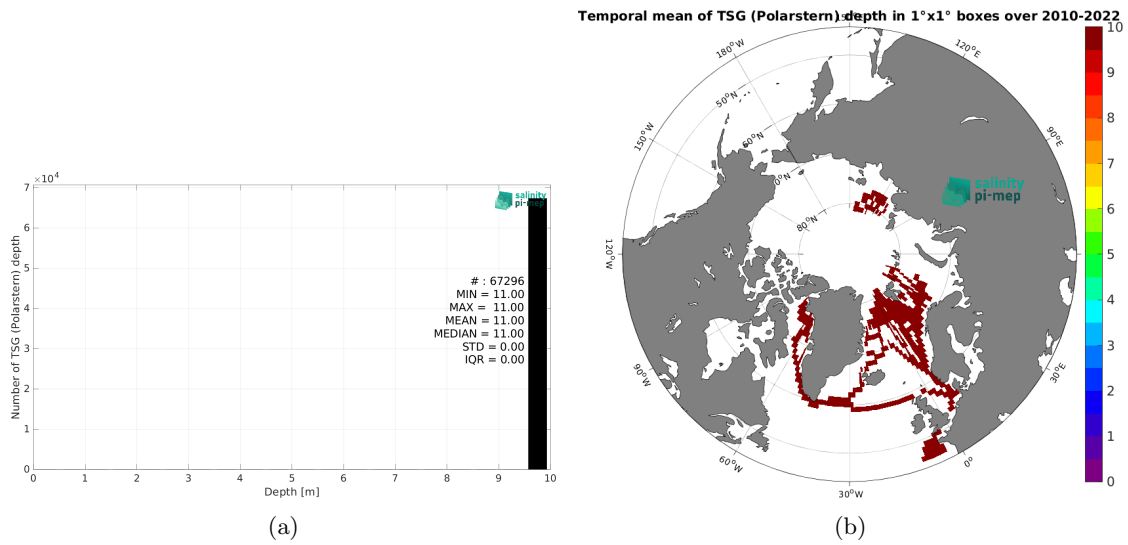 ×10⁴
7
6
5
4
3
2
1
0
Number of TSG (Polarstern) depth
salinity
pi-mep
# : 67296
MIN = 11.00
MAX = 11.00
MEAN = 11.00
MEDIAN = 11.00
STD = 0.00
IQR = 0.00
0 1 2 3 4 5 6 7 8 9 10
Depth [m]
(a)
Temporal mean of TSG (Polarstern) depth in 1°x1° boxes over 2010-2022
180°W
120°E
150°W
90°E
50°N
60°N
0°N
80°N
salinity
pi-mep
120°W
90°W
30°E
60°W
0°
30°W
10
9
8
7
6
5
4
3
2
1
0
(b)